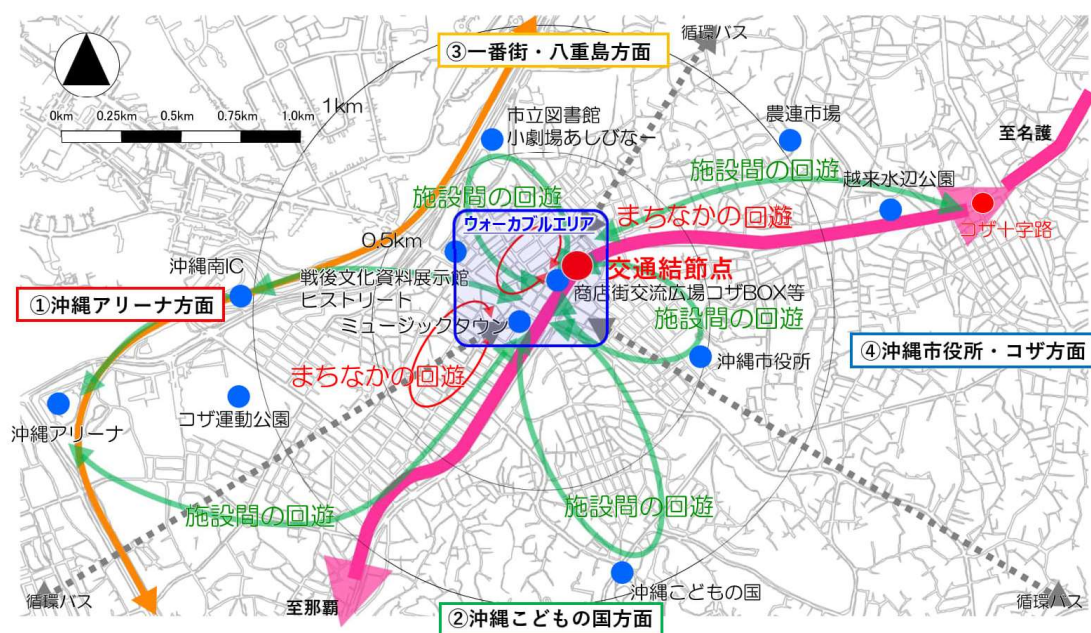 ③一番街・八重島方面
循環バス
0km 0.25km 0.5km 0.75km 1.0km
1km
市立図書館
小劇場あしびなー
農連市場
至名護
施設間の回遊
施設間の回遊
越来水辺公園
まちなかの回遊
コザ十字路
ウォーカブルエリア
0.5km
交通結節点
沖縄南IC
戦後文化資料展示館
ヒストリート
商店街交流広場コザBOX等
①沖縄アリーナ方面
ミュージックタウン
施設間の回遊
④沖縄市役所・コザ方面
沖縄市役所
まちなかの回遊
コザ運動公園
沖縄アリーナ
施設間の回遊
施設間の回遊
沖縄こどもの国
循環バス
至那覇
循環バス
②沖縄こどもの国方面